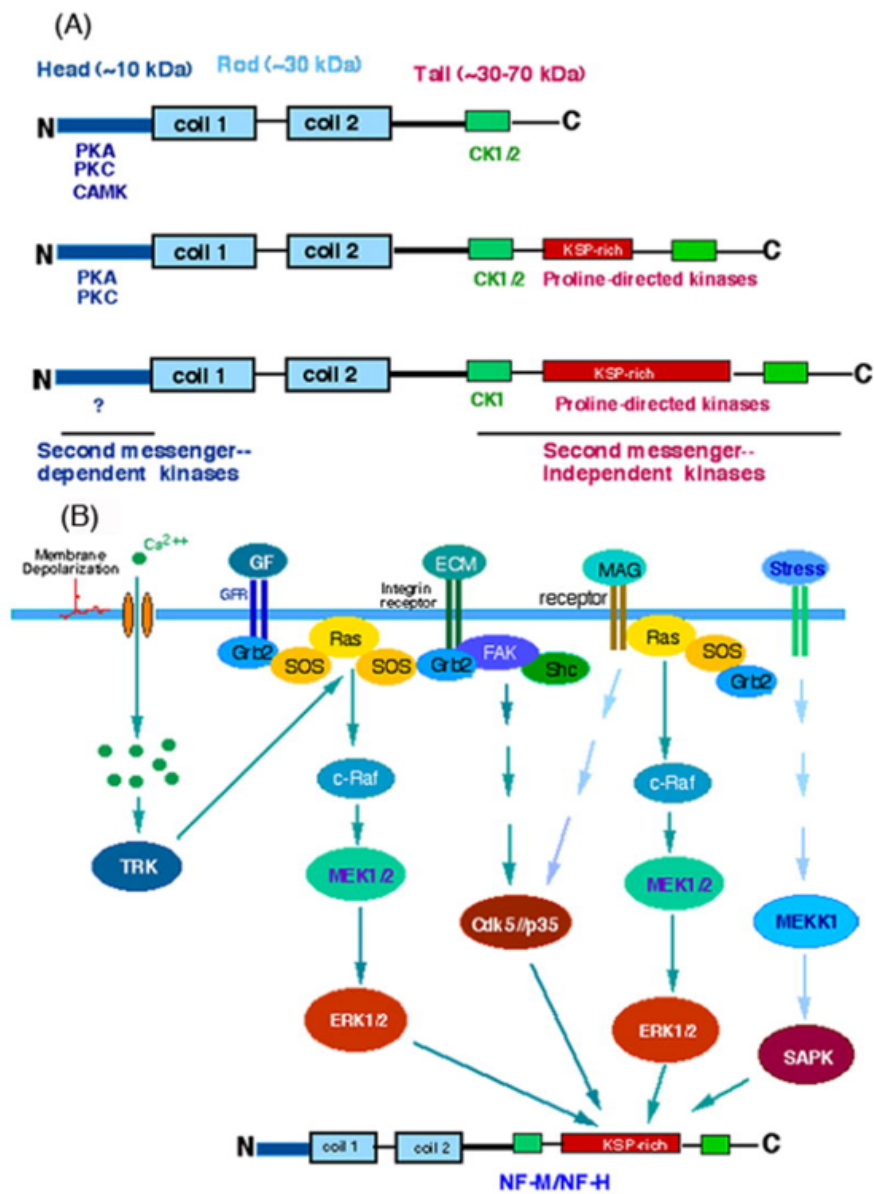 (A)
Head (~10 kDa) Rod (~30 kDa) Tail (~30-70 kDa)
N coil 1 coil 2 C
PKA CK1/2
PKC
CAMK
N coil 1 coil 2 KSP-rich C
PKA CK1/2 Proline-directed kinases
PKC
N coil 1 coil 2 KSP-rich C
? CK1 Proline-directed kinases
Second messenger-- Second messenger--
dependent kinases Independent kinases
(B)
Ca2++
Membrane
Depolarization
GF ECM MAG Stress
GFR Integrin
receptor receptor
Grb2 SOS Ras SOS Grb2 FAK Shc Ras SOS Grb2
c-Raf c-Raf
TRK MEK1/2 MEK1/2
Cdk5//p35 MEKK1
ERK1/2 ERK1/2 SAPK
N coil 1 coil 2 KSP-rich C
NF-M/NF-H